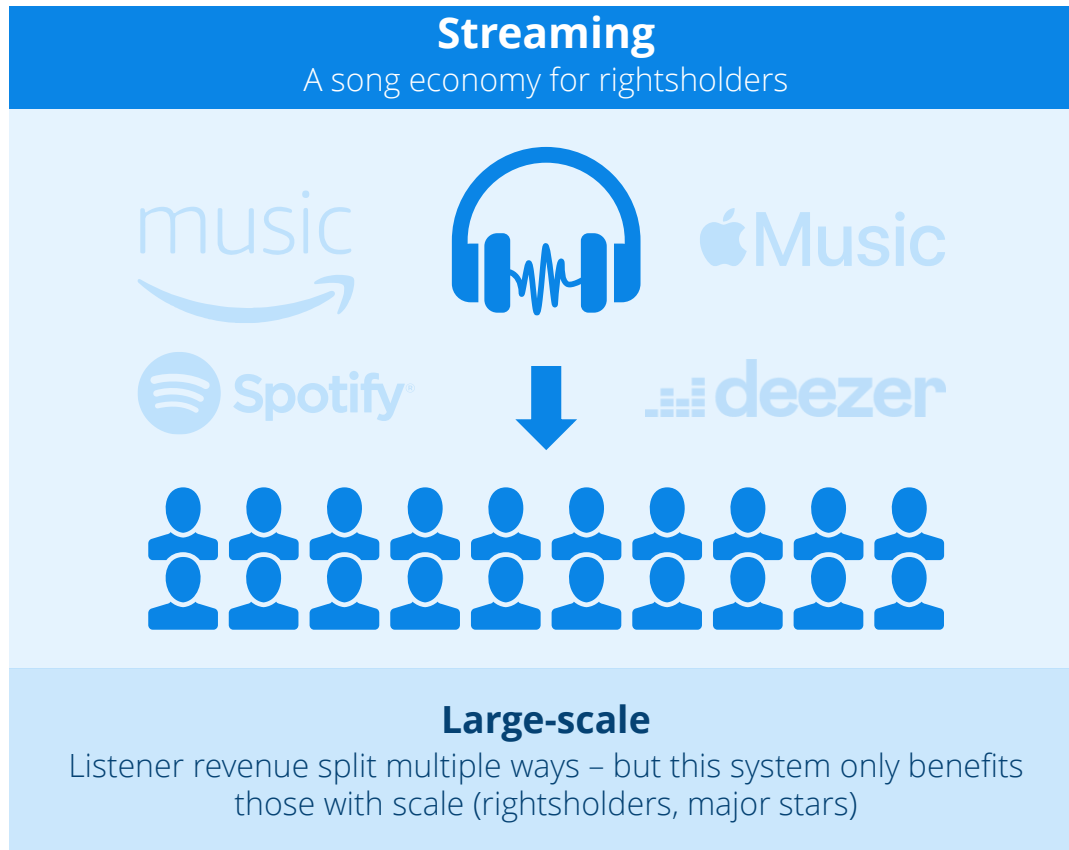 Streaming
A song economy for rightsholders
music
Music
Spotify®
deezer
Large-scale
Listener revenue split multiple ways – but this system only benefits
those with scale (rightsholders, major stars)